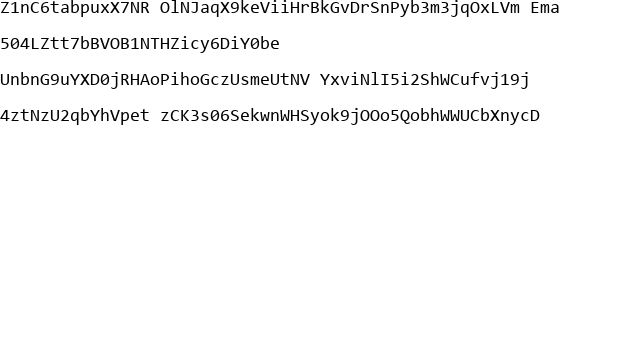 Z1nC6tabpuxX7NR OlNJaqX9keViiHrBkGvDrSnPyb3m3jqOxLVm Ema
504LZtt7bBVOB1NTHZicy6DiY0be
UnbnG9uYXD0jRHAoPihoGczUsmeUtNV YxviNlI5i2ShWCufvj19j
4ztNzU2qbYhVpet zCK3s06SekwnWHSyok9jOOo5QobhWWUCbXnycD